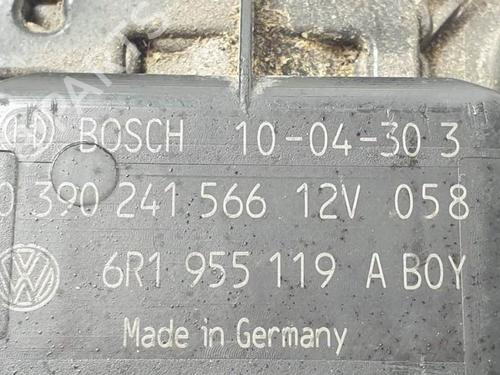 BOSCH 10-04-30 3
0 390 241 566 12V 058
6R1 955 119 A BOY
Made in Germany